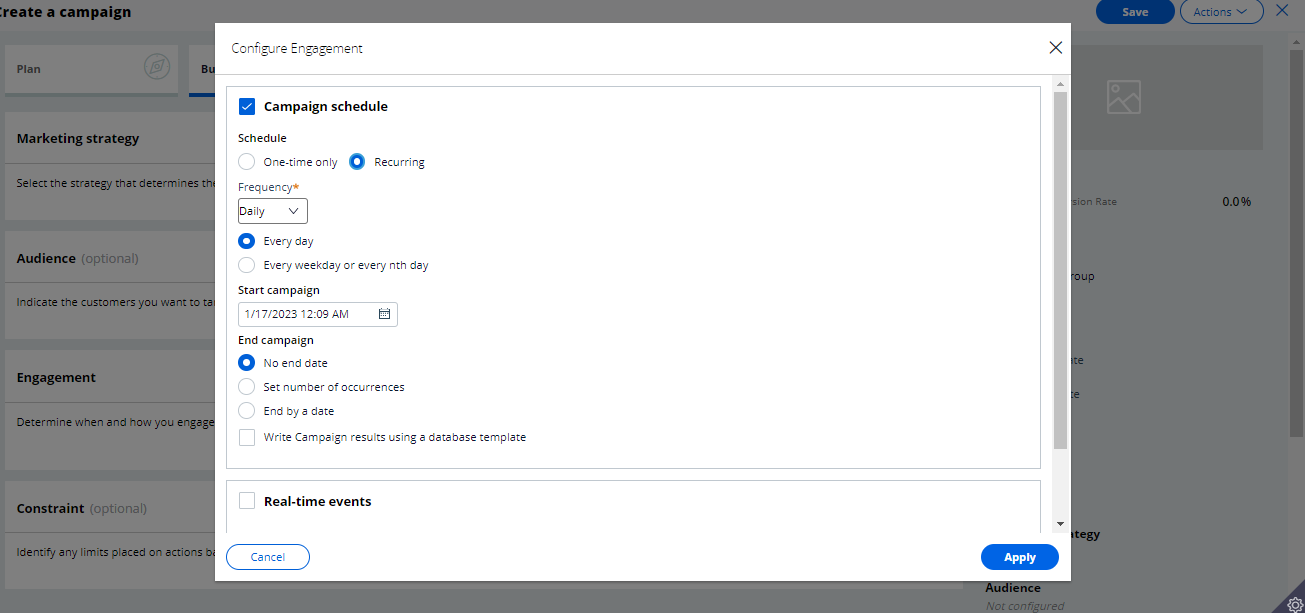 Create a campaign
Save
Actions
Plan
Bu
Marketing strategy
Select the strategy that determines the
Audience (optional)
Indicate the customers you want to ta
Engagement
Determine when and how you engage
Constraint (optional)
Identify any limits placed on actions ba
Configure Engagement
Campaign schedule
Schedule
One-time only Recurring
Frequency*
Daily
Every day
Every weekday or every nth day
Start campaign
1/17/2023 12:09 AM
End campaign
No end date
Set number of occurrences
End by a date
Write Campaign results using a database template
Real-time events
Cancel
Apply
sion Rate 0.0%
roup
te
te
tegy
Audience
Not configured